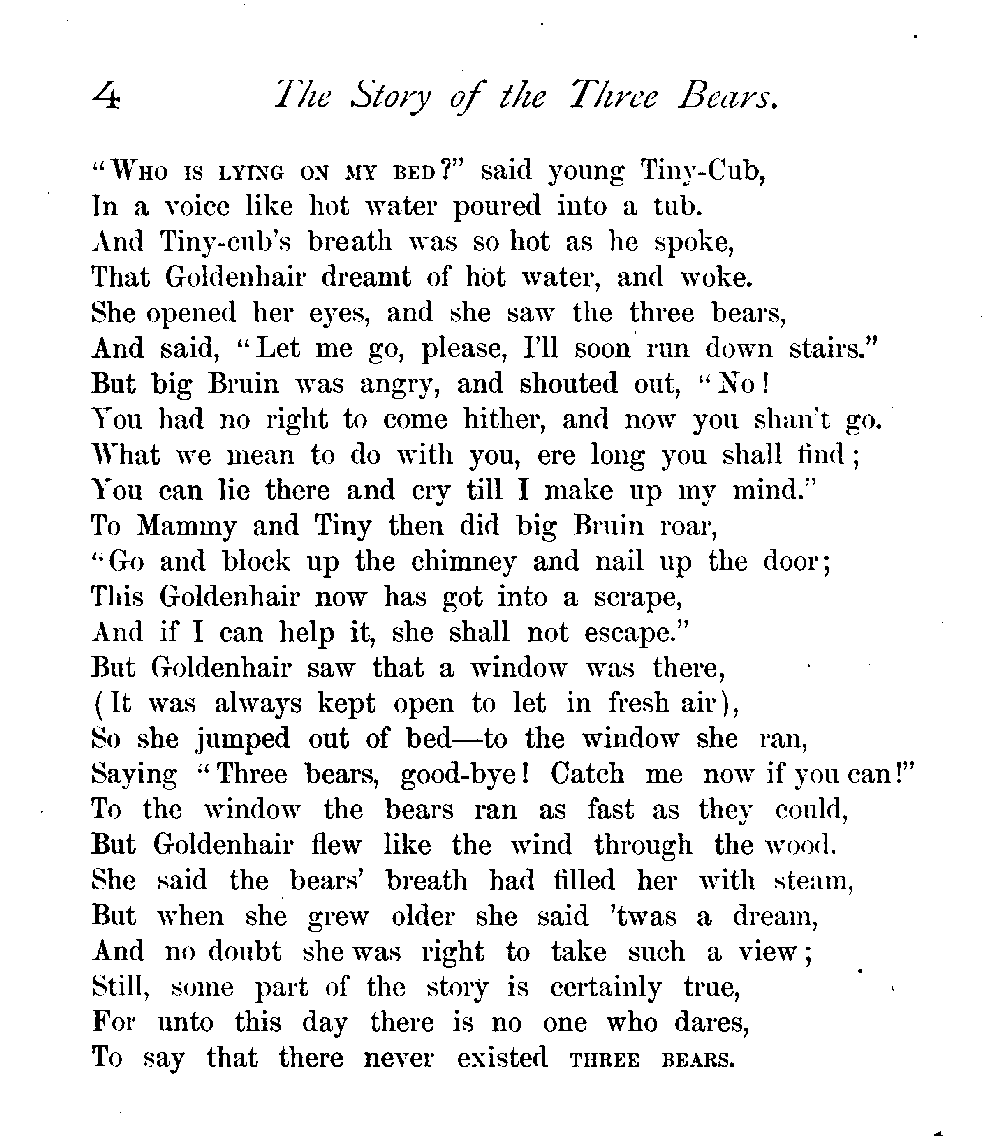 4 The Story of the Three Bears.
"WHO IS LYING ON MY BED?" said young Tiny-Cub,
In a voice like hot water poured into a tub.
And Tiny-cub's breath was so hot as he spoke,
That Goldenhair dreamt of hot water, and woke.
She opened her eyes, and she saw the three bears,
And said, "Let me go, please, I'll soon run down stairs."
But big Bruin was angry, and shouted out, "No!
You had no right to come hither, and now you shan't go.
What we mean to do with you, ere long you shall find;
You can lie there and cry till I make up my mind."
To Mammy and Tiny then did big Bruin roar,
"Go and block up the chimney and nail up the door;
This Goldenhair now has got into a scrape,
And if I can help it, she shall not escape."
But Goldenhair saw that a window was there,
(It was always kept open to let in fresh air),
So she jumped out of bed—to the window she ran,
Saying "Three bears, good-bye! Catch me now if you can!"
To the window the bears ran as fast as they could,
But Goldenhair flew like the wind through the wood.
She said the bears' breath had filled her with steam,
But when she grew older she said 'twas a dream,
And no doubt she was right to take such a view;
Still, some part of the story is certainly true,
For unto this day there is no one who dares,
To say that there never existed THREE BEARS.